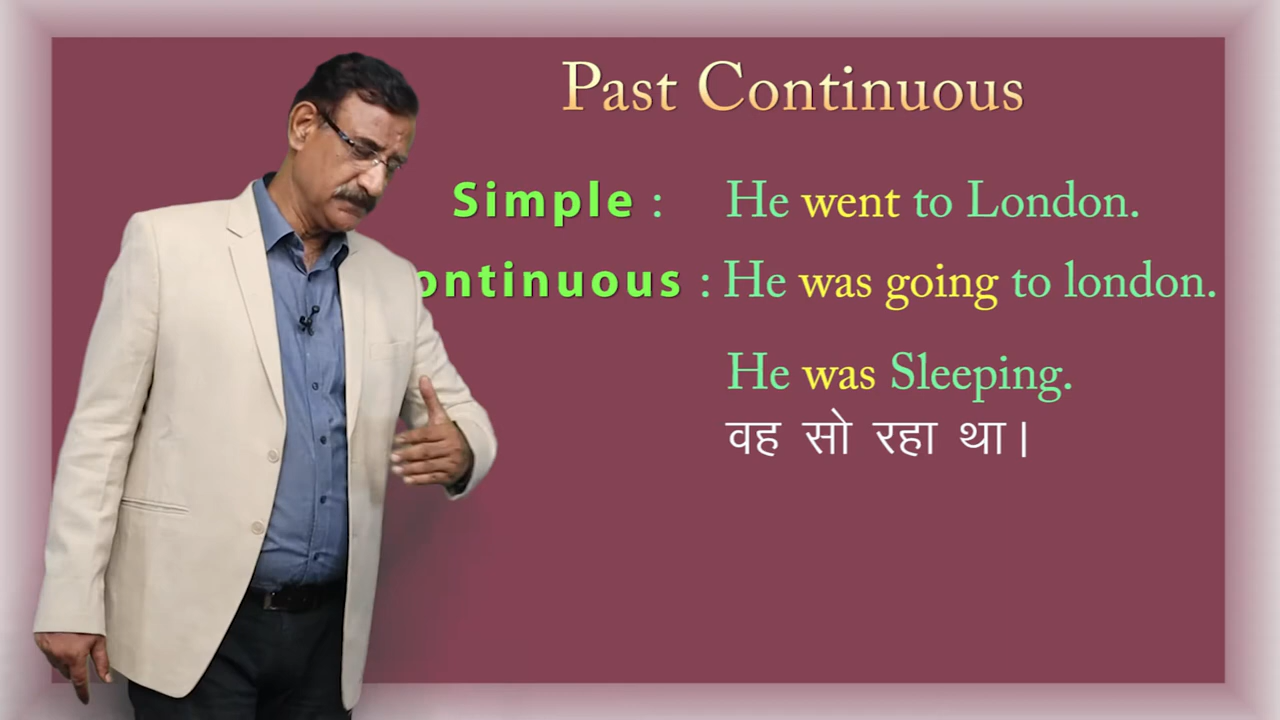 Past Continuous
Simple : He went to London.
ontinuous : He was going to london.
He was Sleeping.
वह सो रहा था।